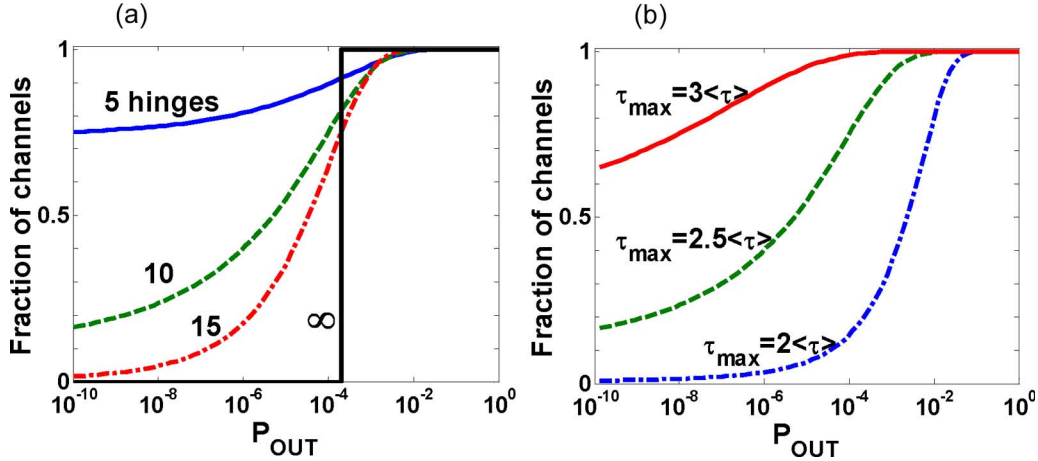 (a)
Fraction of channels
1
0.5
0
5 hinges
10
15
∞
10^-10
10^-8
10^-6
10^-4
10^-2
10^0
P_OUT
(b)
Fraction of channels
1
0.5
0
τ_max=3<τ>
τ_max=2.5<τ>
τ_max=2<τ>
10^-10
10^-8
10^-6
10^-4
10^-2
10^0
P_OUT